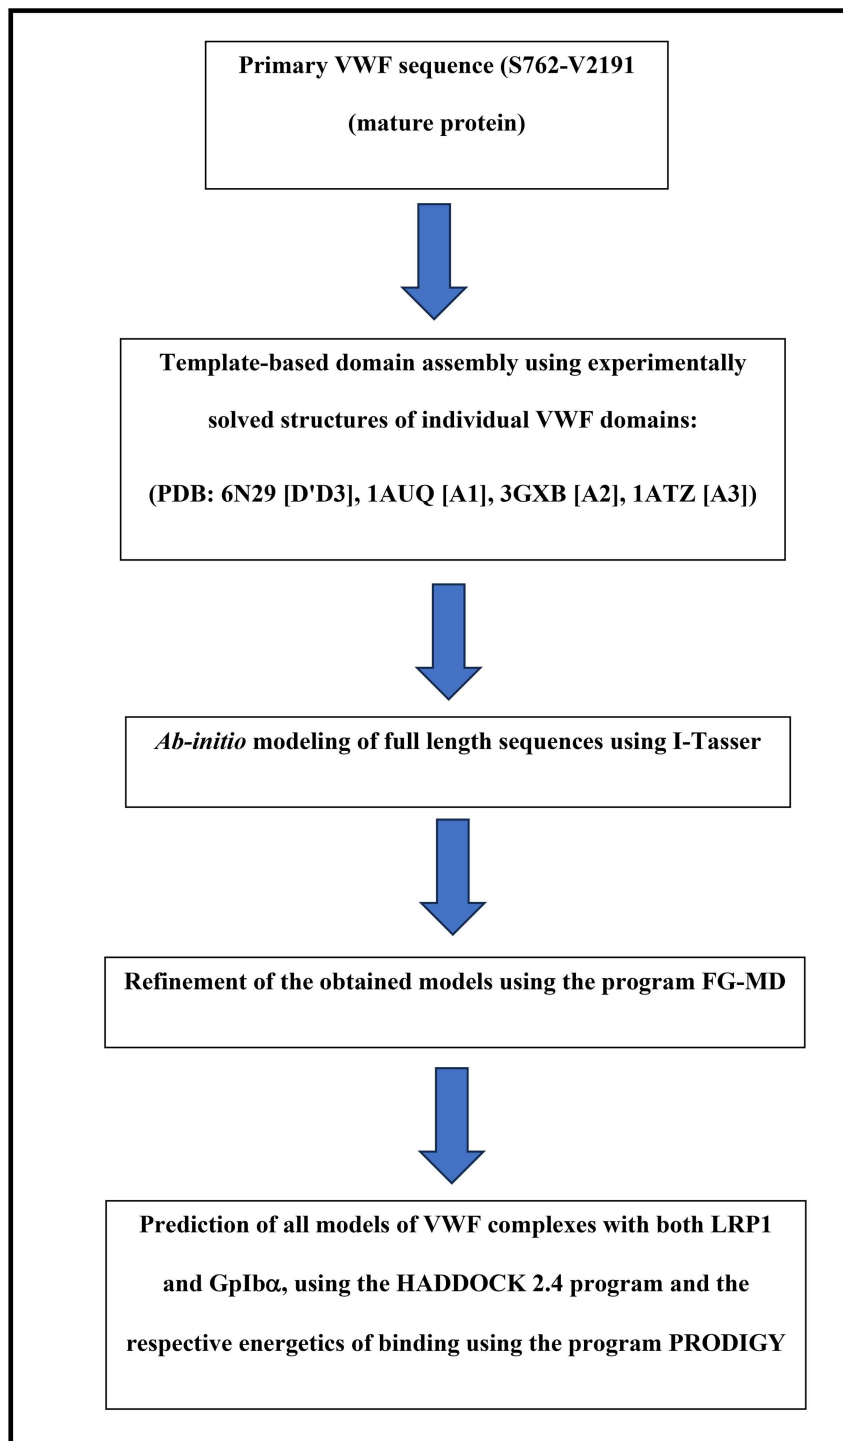 Primary VWF sequence (S762-V2191
(mature protein)
Template-based domain assembly using experimentally
solved structures of individual VWF domains:
(PDB: 6N29 [D'D3], 1AUQ [A1], 3GXB [A2], 1ATZ [A3])
Ab-initio modeling of full length sequences using I-Tasser
Refinement of the obtained models using the program FG-MD
Prediction of all models of VWF complexes with both LRP1
and GpIbα, using the HADDOCK 2.4 program and the
respective energetics of binding using the program PRODIGY